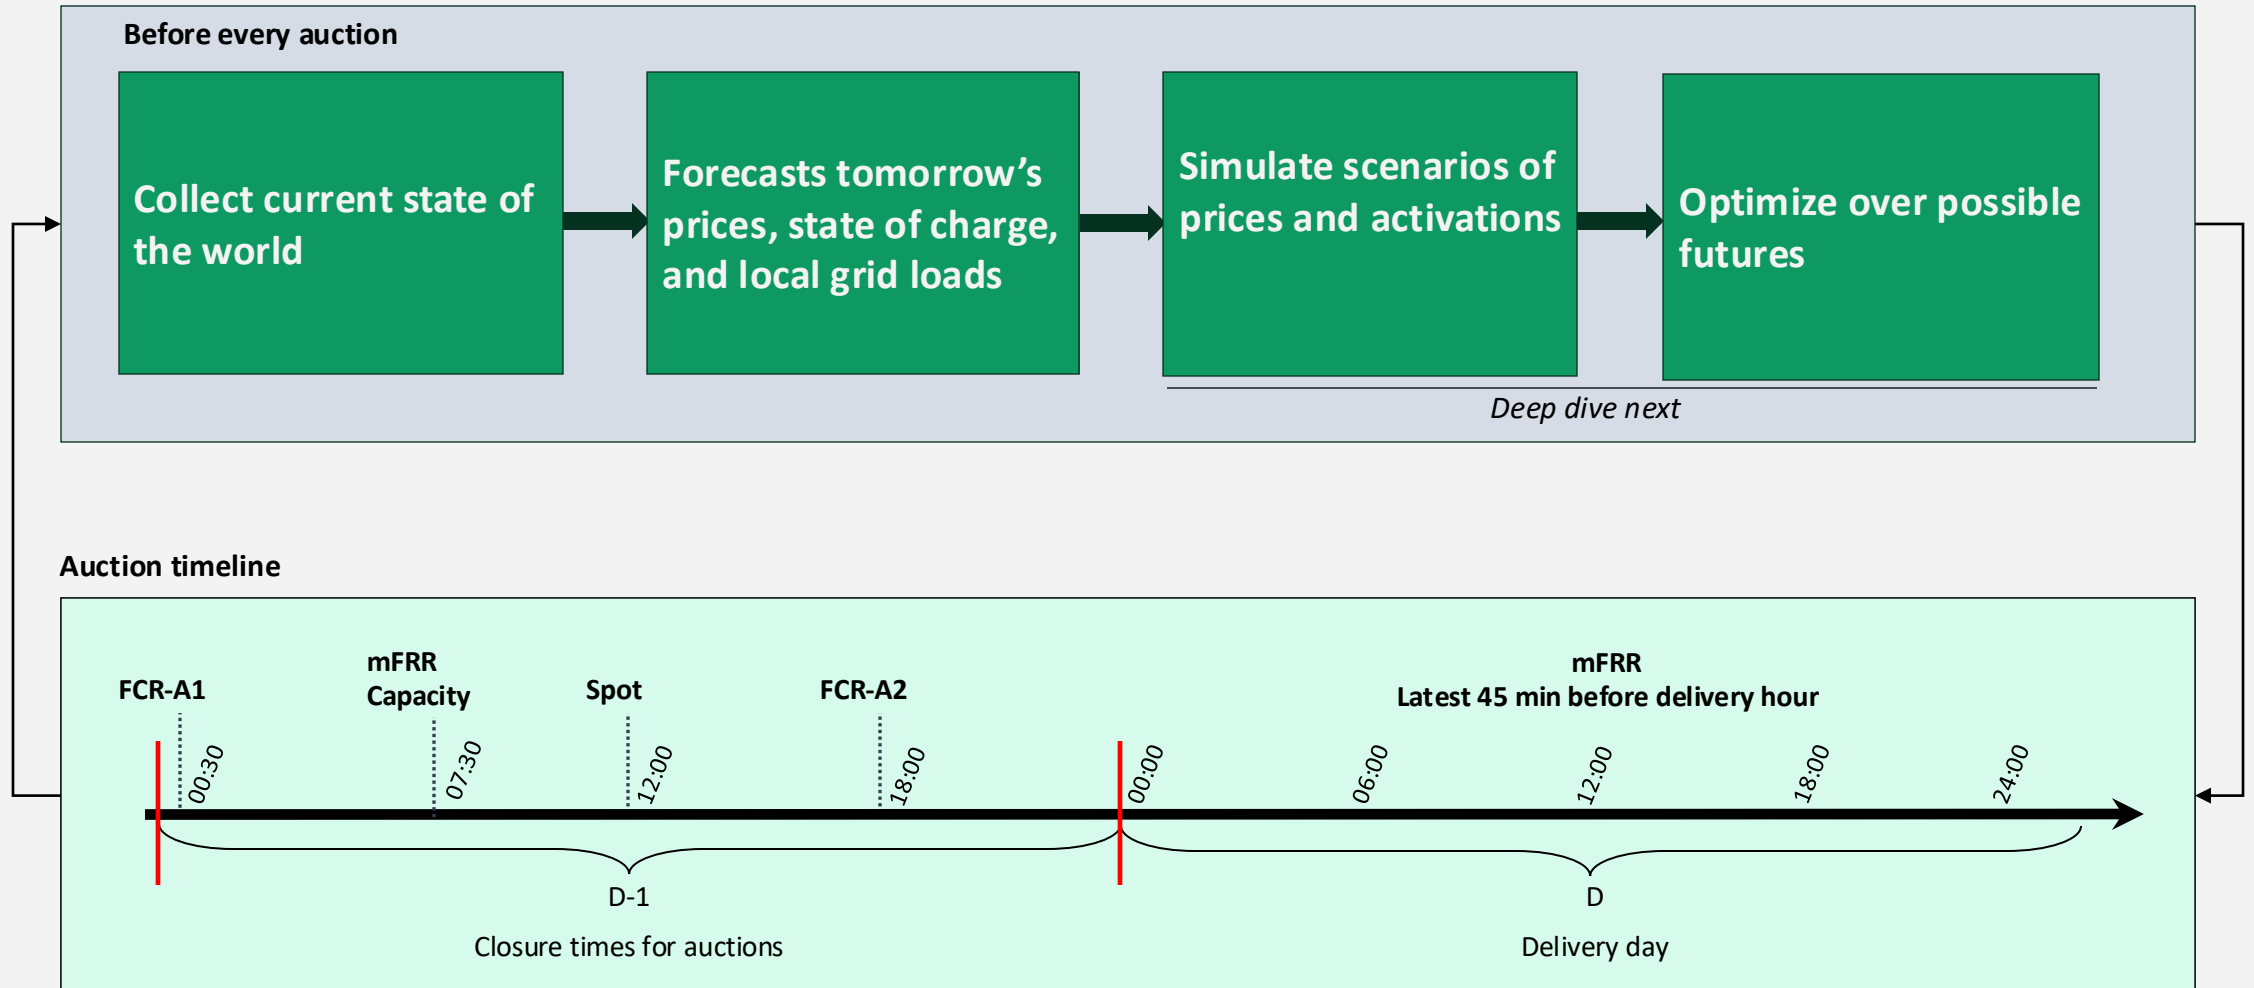 Before every auction
Collect current state of
the world
Forecasts tomorrow’s
prices, state of charge,
and local grid loads
Simulate scenarios of
prices and activations
Optimize over possible
futures
Deep dive next
Auction timeline
FCR-A1
mFRR
Capacity
Spot
FCR-A2
mFRR
Latest 45 min before delivery hour
00:30
07:30
12:00
18:00
00:00
06:00
12:00
18:00
24:00
D-1
D
Closure times for auctions
Delivery day